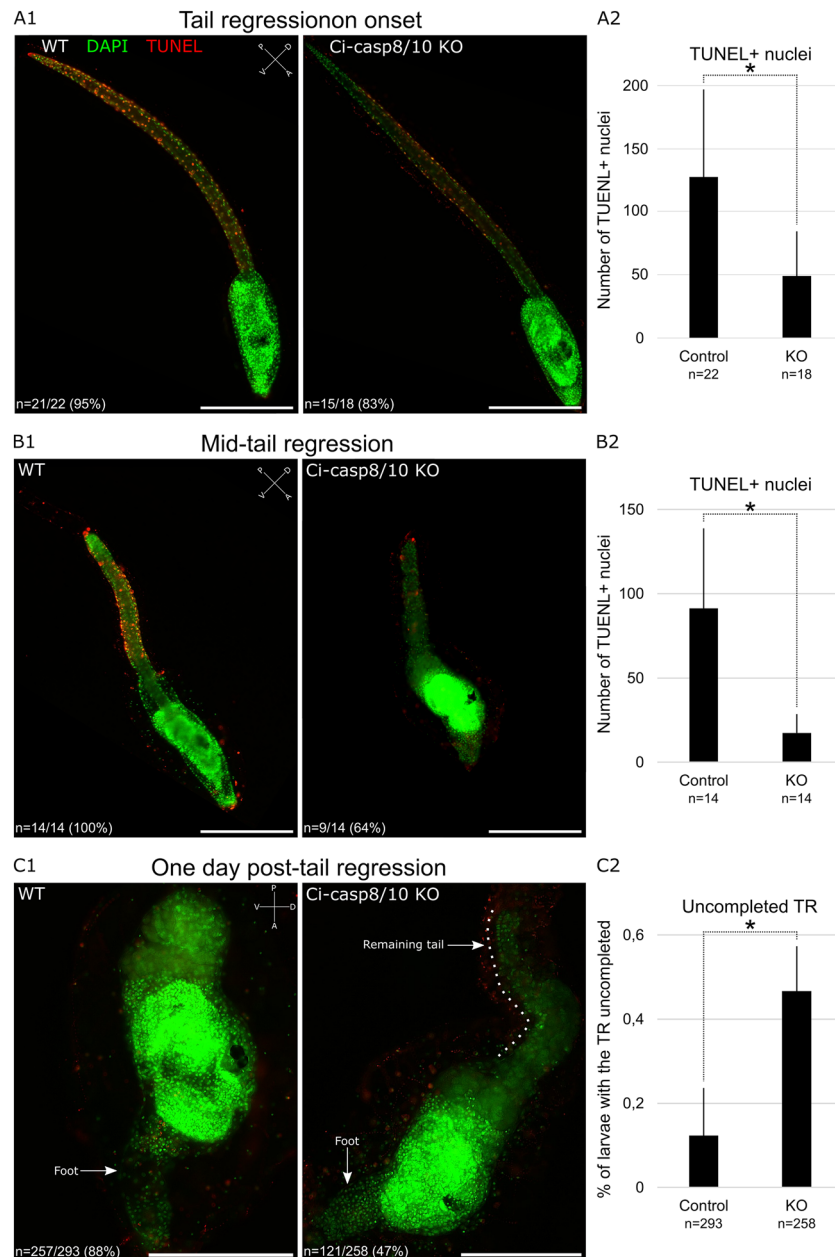 A1
Tail regressionon onset
A2
WT DAPI TUNEL
P D
V A
Ci-casp8/10 KO
n=21/22 (95%)
n=15/18 (83%)
TUNEL+ nuclei
*
Number of TUENL+ nuclei
200
150
100
50
0
Control
n=22
KO
n=18
B1
Mid-tail regression
B2
WT
P D
V A
Ci-casp8/10 KO
n=14/14 (100%)
n=9/14 (64%)
TUNEL+ nuclei
*
Number of TUENL+ nuclei
150
100
50
0
Control
n=14
KO
n=14
C1
One day post-tail regression
C2
WT
P
V D
A
Foot
n=257/293 (88%)
Ci-casp8/10 KO
Remaining tail
Foot
n=121/258 (47%)
Uncompleted TR
*
% of larvae with the TR uncompleted
0,6
0,4
0,2
0
Control
n=293
KO
n=258